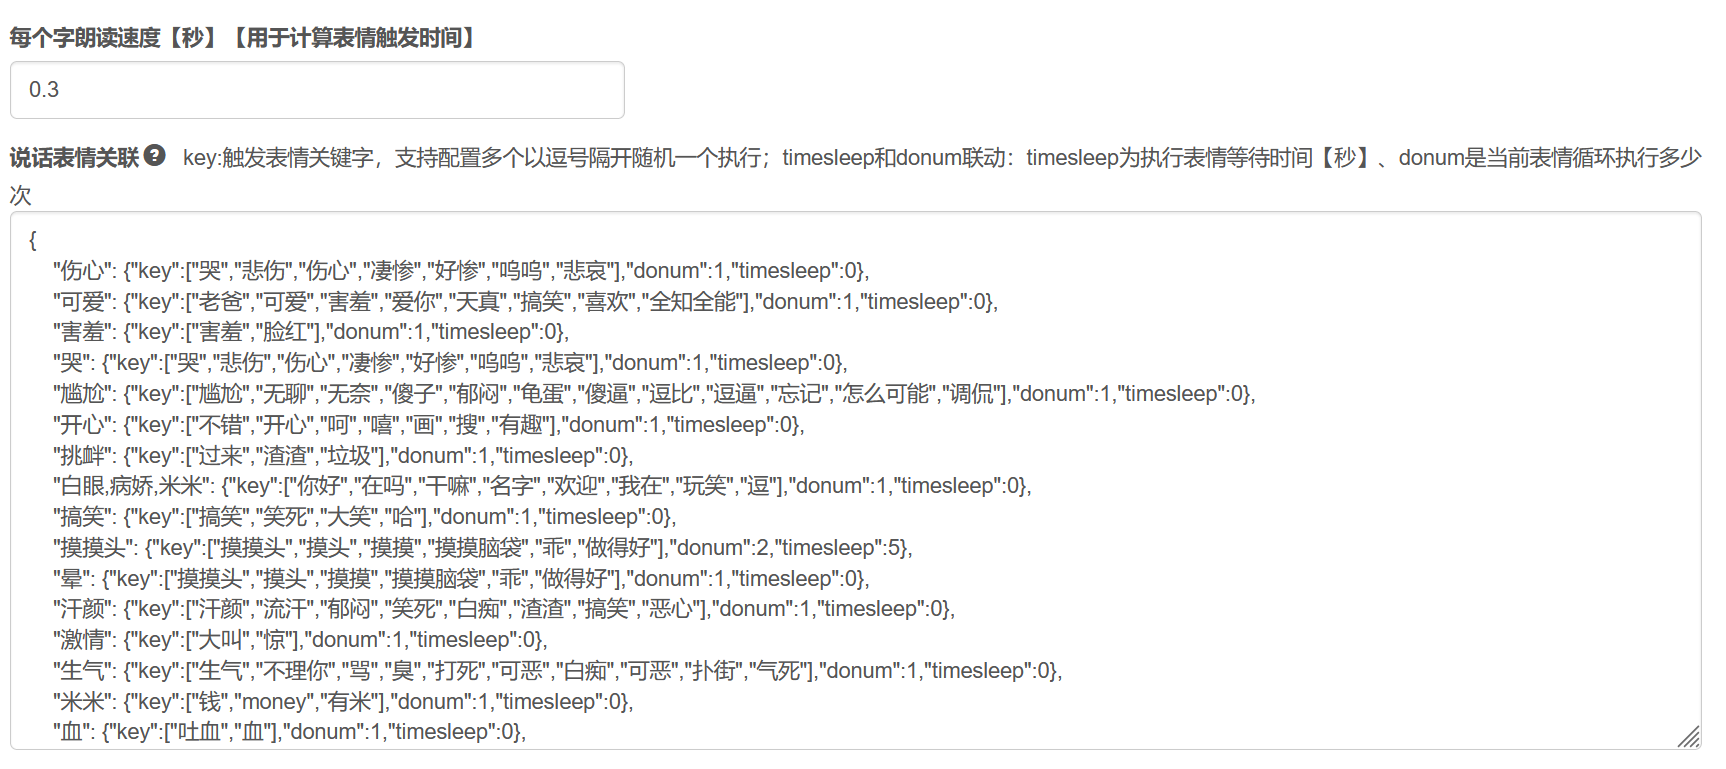 每个字朗读速度【秒】【用于计算表情触发时间】
0.3
说话表情关联? key:触发表情关键字，支持配置多个以逗号隔开随机一个执行；timesleep和donum联动：timesleep为执行表情等待时间【秒】、donum是当前表情循环执行多少
次
{
"伤心": {"key":["哭","悲伤","伤心","凄惨","好惨","呜呜","悲哀"],"donum":1,"timesleep":0},
"可爱": {"key":["老爸","可爱","害羞","爱你","天真","搞笑","喜欢","全知全能"],"donum":1,"timesleep":0},
"害羞": {"key":["害羞","脸红"],"donum":1,"timesleep":0},
"哭": {"key":["哭","悲伤","伤心","凄惨","好惨","呜呜","悲哀"],"donum":1,"timesleep":0},
"尴尬": {"key":["尴尬","无聊","无奈","傻子","郁闷","龟蛋","傻逼","逗比","逗逼","忘记","怎么可能","调侃"],"donum":1,"timesleep":0},
"开心": {"key":["不错","开心","呵","嘻","画","搜","有趣"],"donum":1,"timesleep":0},
"挑衅": {"key":["过来","渣渣","垃圾"],"donum":1,"timesleep":0},
"白眼,病娇,米米": {"key":["你好","在吗","干嘛","名字","欢迎","我在","玩笑","逗"],"donum":1,"timesleep":0},
"搞笑": {"key":["搞笑","笑死","大笑","哈"],"donum":1,"timesleep":0},
"摸摸头": {"key":["摸摸头","摸头","摸摸","摸摸脑袋","乖","做得好"],"donum":2,"timesleep":5},
"晕": {"key":["摸摸头","摸头","摸摸","摸摸脑袋","乖","做得好"],"donum":1,"timesleep":0},
"汗颜": {"key":["汗颜","流汗","郁闷","笑死","白痴","渣渣","搞笑","恶心"],"donum":1,"timesleep":0},
"激情": {"key":["大叫","惊"],"donum":1,"timesleep":0},
"生气": {"key":["生气","不理你","骂","臭","打死","可恶","白痴","可恶","扑街","气死"],"donum":1,"timesleep":0},
"米米": {"key":["钱","money","有米"],"donum":1,"timesleep":0},
"血": {"key":["吐血","血"],"donum":1,"timesleep":0},